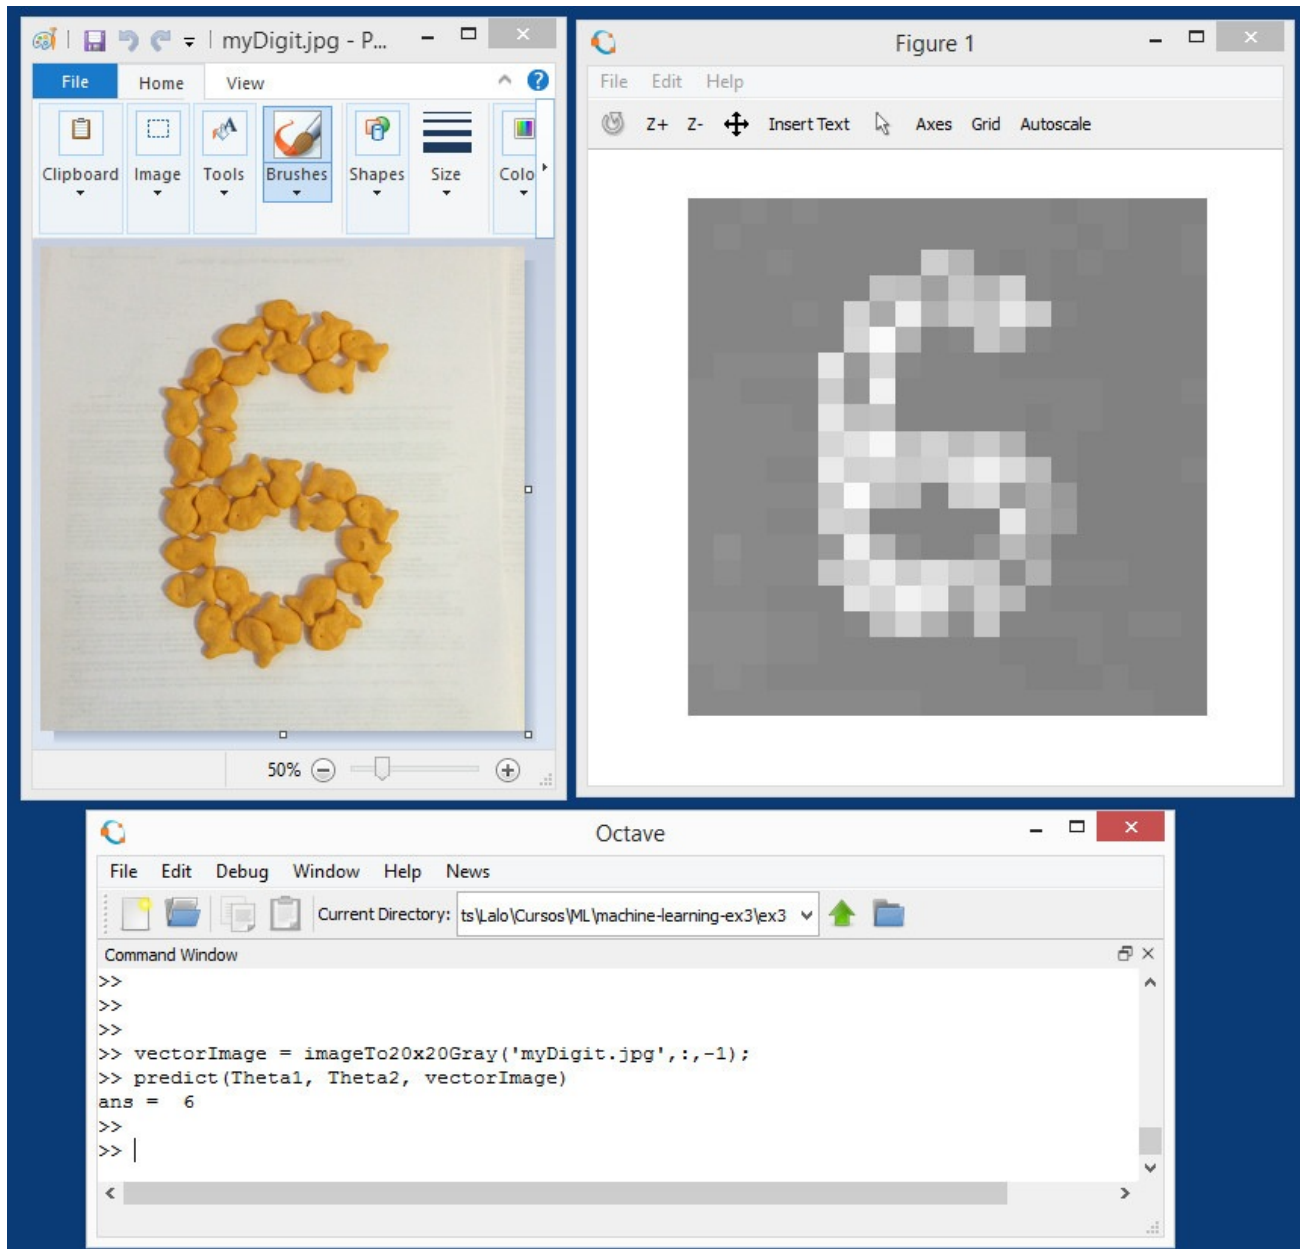 myDigit.jpg - P...
File Home View
Clipboard Image Tools Brushes Shapes Size Colo
50%
Figure 1
File Edit Help
Z+ Z- Insert Text Axes Grid Autoscale
Octave
File Edit Debug Window Help News
Current Directory: ts\Lalo\Cursos\ML\machine-learning-ex3\ex3
Command Window
>>
>>
>>
>> vectorImage = imageTo20x20Gray('myDigit.jpg',:,-1);
>> predict(Theta1, Theta2, vectorImage)
ans = 6
>>
>>